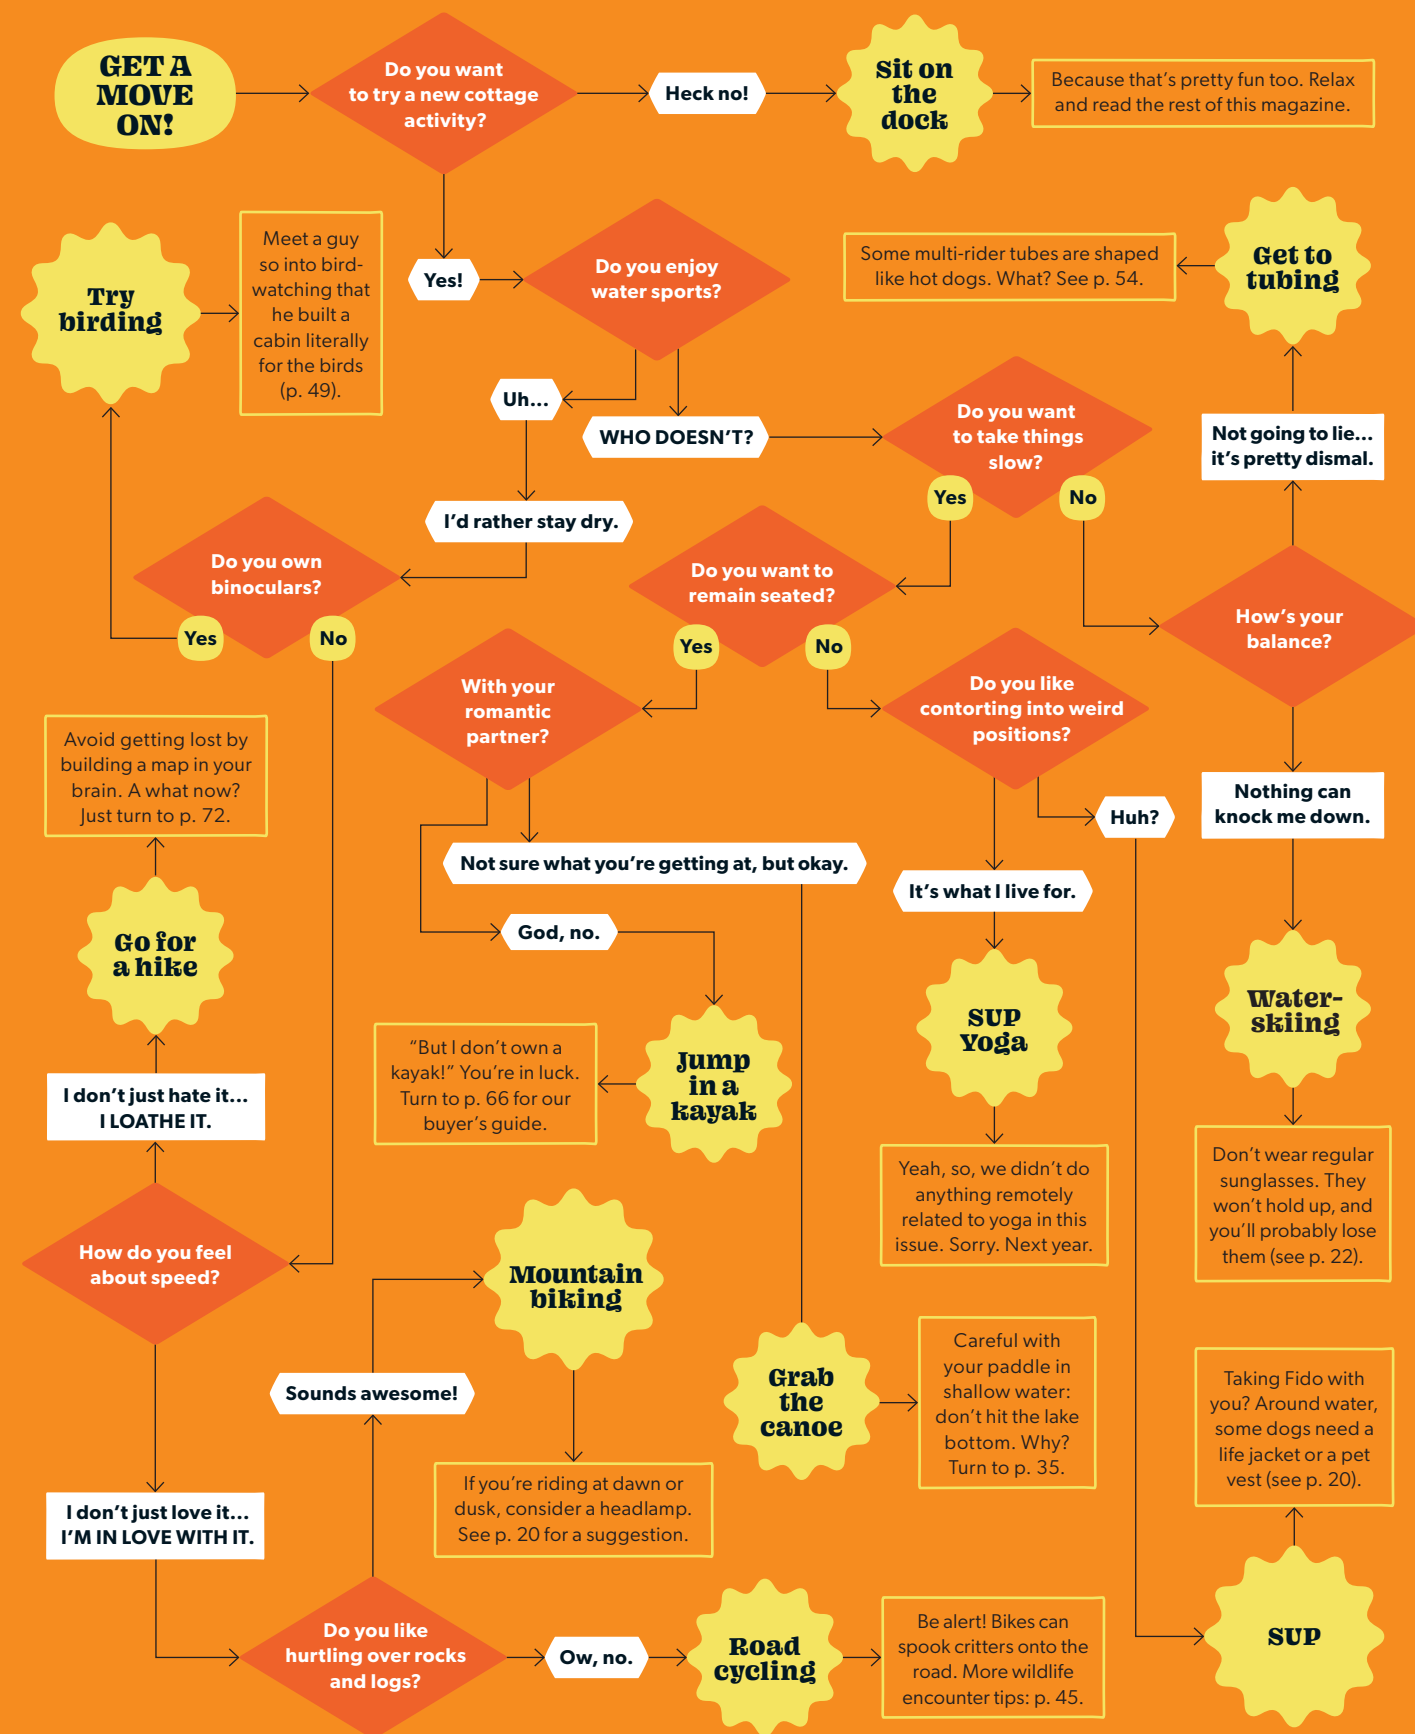 GET A
MOVE
ON!
Do you want
to try a new cottage
activity?
Heck no!
Sit on
the
dock
Because that’s pretty fun too. Relax
and read the rest of this magazine.
Yes!
Do you enjoy
water sports?
Try
birding
Meet a guy
so into bird-
watching that
he built a
cabin literally
for the birds
(p. 49).
Some multi-rider tubes are shaped
like hot dogs. What? See p. 54.
Get to
tubing
Uh...
WHO DOESN’T?
Do you want
to take things
slow?
Yes
No
Not going to lie...
it’s pretty dismal.
I’d rather stay dry.
Do you own
binoculars?
Yes
No
Do you want to
remain seated?
Yes
No
How’s your
balance?
With your
romantic
partner?
Do you like
contorting into weird
positions?
Avoid getting lost by
building a map in your
brain. A what now?
Just turn to p. 72.
Huh?
Nothing can
knock me down.
Not sure what you’re getting at, but okay.
It’s what I live for.
God, no.
Go for
a hike
SUP
Yoga
Water-
skiing
“But I don’t own a
kayak!” You’re in luck.
Turn to p. 66 for our
buyer’s guide.
Jump
in a
kayak
I don’t just hate it...
I LOATHE IT.
Yeah, so, we didn’t do
anything remotely
related to yoga in this
issue. Sorry. Next year.
Don’t wear regular
sunglasses. They
won’t hold up, and
you’ll probably lose
them (see p. 22).
How do you feel
about speed?
Mountain
biking
Sounds awesome!
Grab
the
canoe
Careful with
your paddle in
shallow water:
don’t hit the lake
bottom. Why?
Turn to p. 35.
Taking Fido with
you? Around water,
some dogs need a
life jacket or a pet
vest (see p. 20).
If you’re riding at dawn or
dusk, consider a headlamp.
See p. 20 for a suggestion.
I don’t just love it...
I’M IN LOVE WITH IT.
Do you like
hurtling over rocks
and logs?
Ow, no.
Road
cycling
Be alert! Bikes can
spook critters onto the
road. More wildlife
encounter tips: p. 45.
SUP